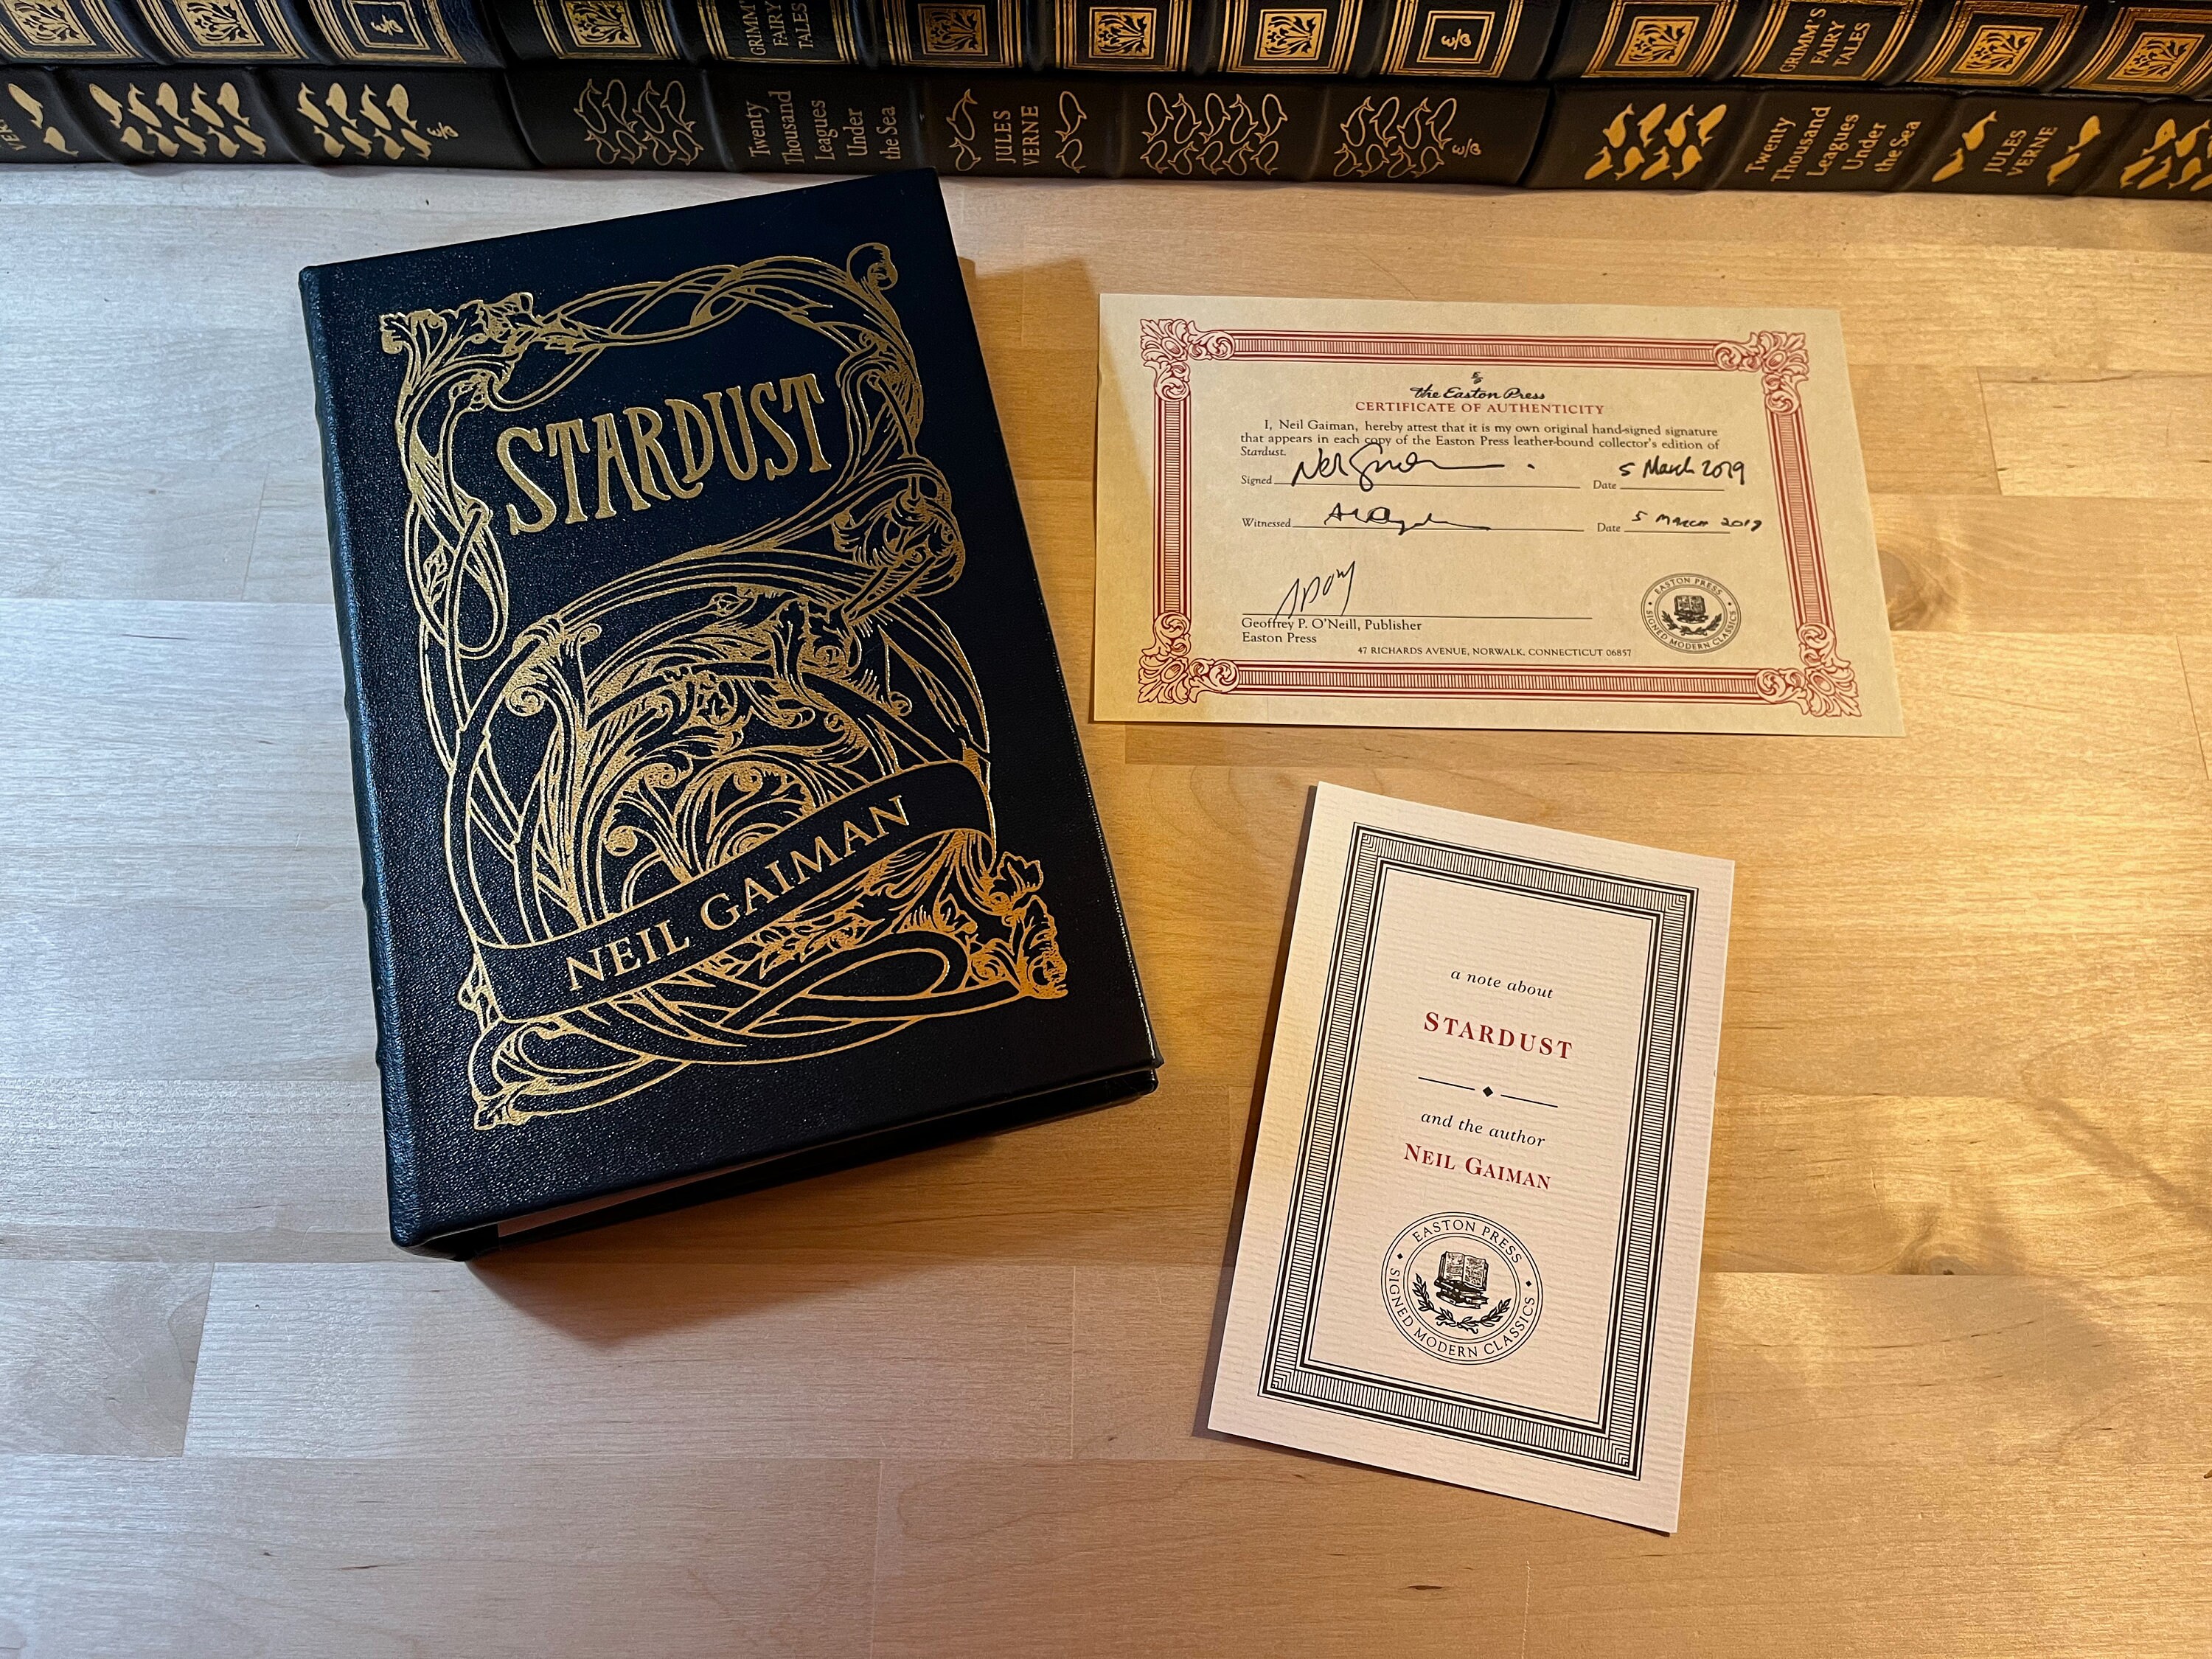 GRIMM'S
FAIRY
TALES
GRIMM'S
FAIRY
TALES
Twenty
Thousand
Leagues
Under
the Sea
JULES
VERNE
Twenty
Thousand
Leagues
Under
the Sea
JULES
VERNE
STARDUST
NEIL GAIMAN
the Easton Press
CERTIFICATE OF AUTHENTICITY
I, Neil Gaiman, hereby attest that it is my own original hand-signed signature
that appears in each copy of the Easton Press leather-bound collector's edition of
Stardust.
Signed Date 5 March 2019
Witnessed Date 5 March 2019
Geoffrey P. O'Neill, Publisher
Easton Press
47 RICHARDS AVENUE, NORWALK, CONNECTICUT 06857
EASTON PRESS
SIGNED MODERN CLASSICS
a note about
STARDUST
and the author
NEIL GAIMAN
EASTON PRESS
SIGNED MODERN CLASSICS